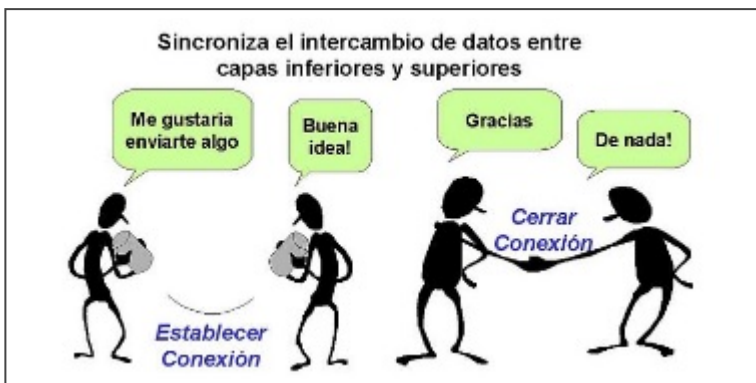 Sincroniza el intercambio de datos entre
capas inferiores y superiores
Me gustaria
enviarte algo
Buena
idea!
Gracias
De nada!
Establecer
Conexión
Cerrar
Conexión